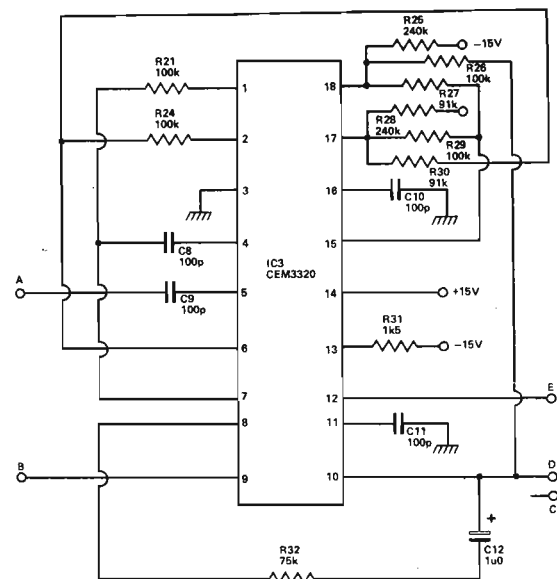 R25
240k
−15V
R21
100k
R26
100k
R27
91k
R24
100k
R28
240k
R29
100k
R30
91k
1
2
3
4
5
6
7
8
9
18
17
16
15
14
13
12
11
10
C10
100p
IC3
CEM3320
C8
100p
A
C9
100p
+15V
R31
1k5
−15V
E
C11
100p
B
D
C
+
C12
1u0
R32
75k